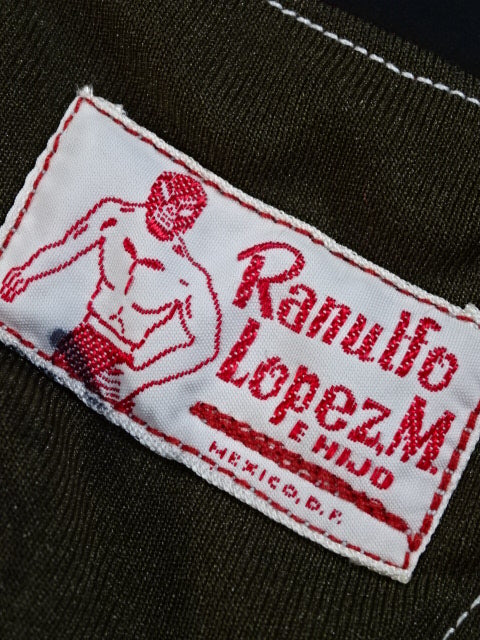 Ranulfo
Lopez, M.
E HIJO
MEXICO, D.F.